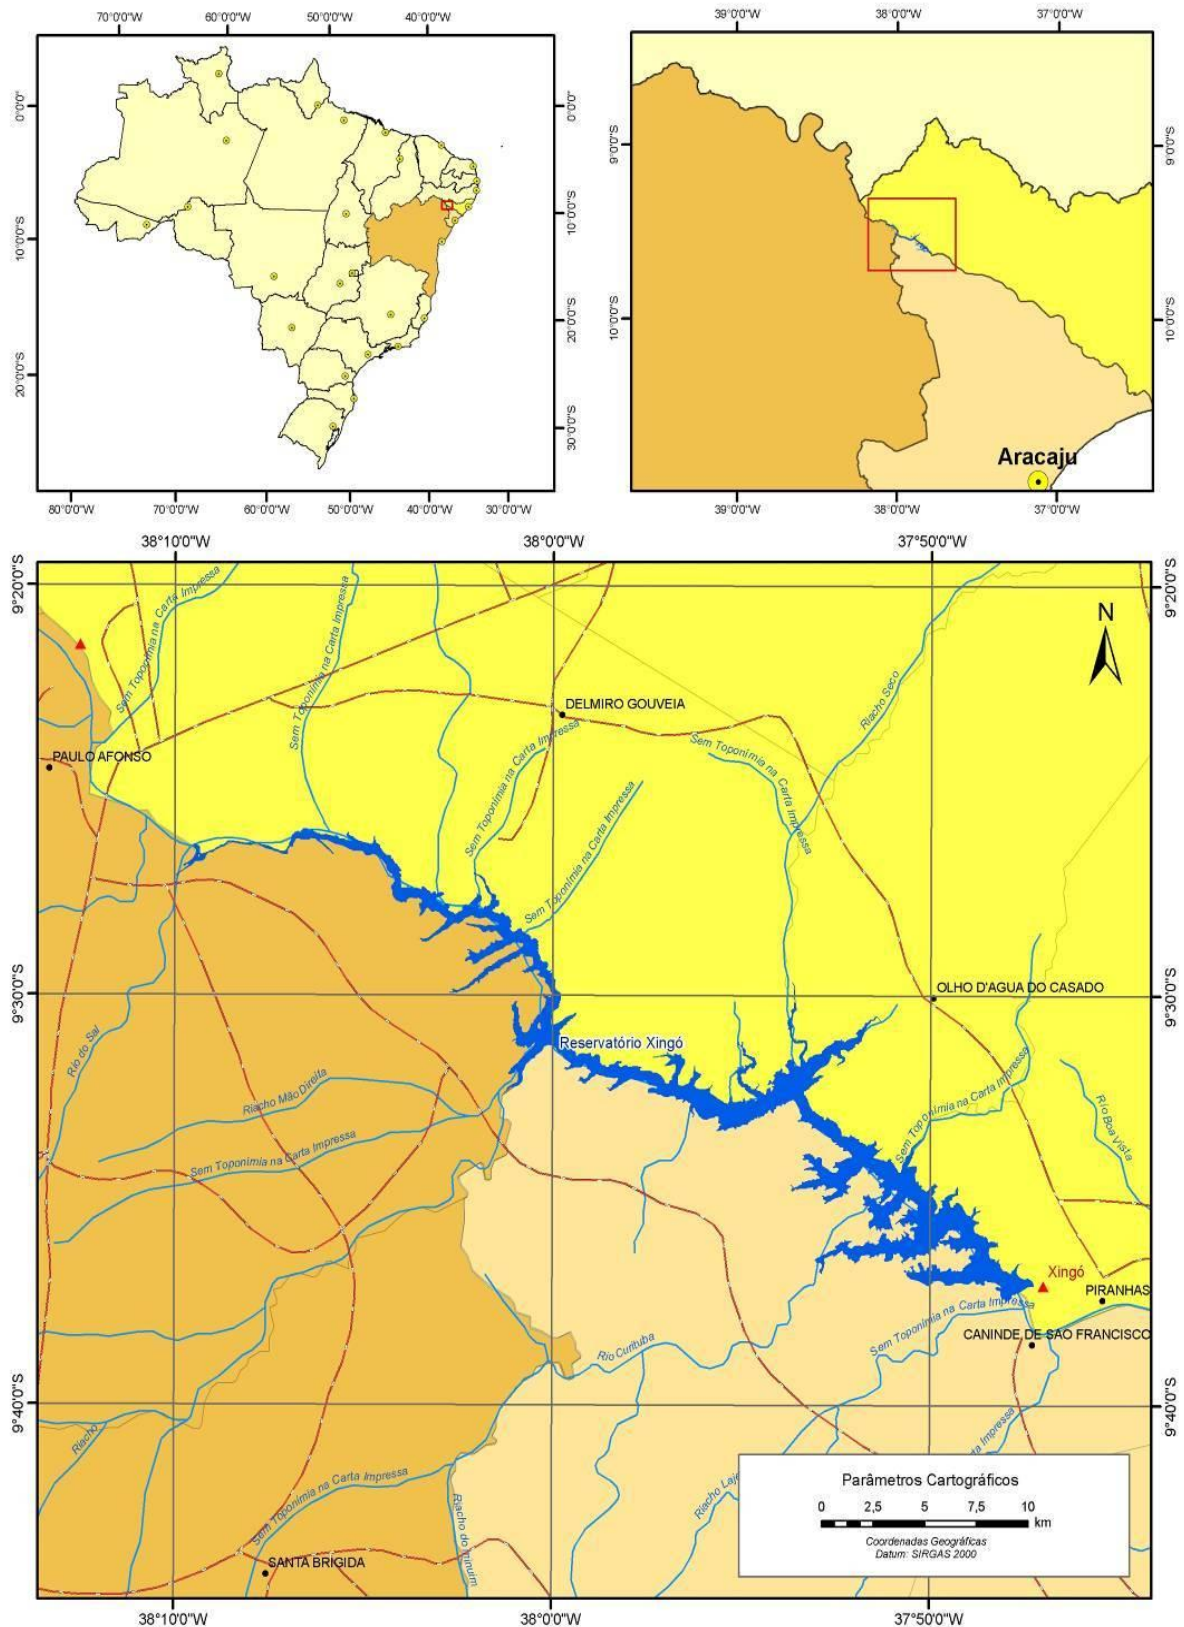 70°0'0"W 60°0'0"W 50°0'0"W 40°0'0"W
39°0'0"W 38°0'0"W 37°0'0"W
0°0'0"
10°0'0"S
20°0'0"S
0°0'0"
10°0'0"S
20°0'0"S
30°0'0"S
80°0'0"W 70°0'0"W 60°0'0"W 50°0'0"W 40°0'0"W 30°0'0"W
9°0'0"S
10°0'0"S
9°0'0"S
10°0'0"S
Aracaju
39°0'0"W 38°0'0"W 37°0'0"W
38°10'0"W 38°0'0"W 37°50'0"W
9°20'0"S
9°20'0"S
N
Sem Toponímia na Carta Impressa
Sem Toponímia na Carta Impressa
Riacho Seco
DELMIRO GOUVEIA
Sem Toponímia na Carta Impressa
Sem Toponímia na Carta Impressa
PAULO AFONSO
Sem Toponímia na Carta Impressa
9°30'0"S
OLHO D'AGUA DO CASADO
9°30'0"S
Reservatório Xingó
Rio do Sal
Riacho Mão Direita
Sem Toponímia na Carta Impressa
Sem Toponímia na Carta Impressa
Rio Boa Vista
Xingó
PIRANHAS
Sem Toponímia na Carta Impressa
CANINDE DE SAO FRANCISCO
Rio Curituba
9°40'0"S
9°40'0"S
Riacho
ta Impressa
Riacho Laje
Sem Toponímia na Carta Impressa
SANTA BRIGIDA
Parâmetros Cartográficos
0 2,5 5 7,5 10
km
Coordenadas Geográficas
Datum: SIRGAS 2000
38°10'0"W 38°0'0"W 37°50'0"W